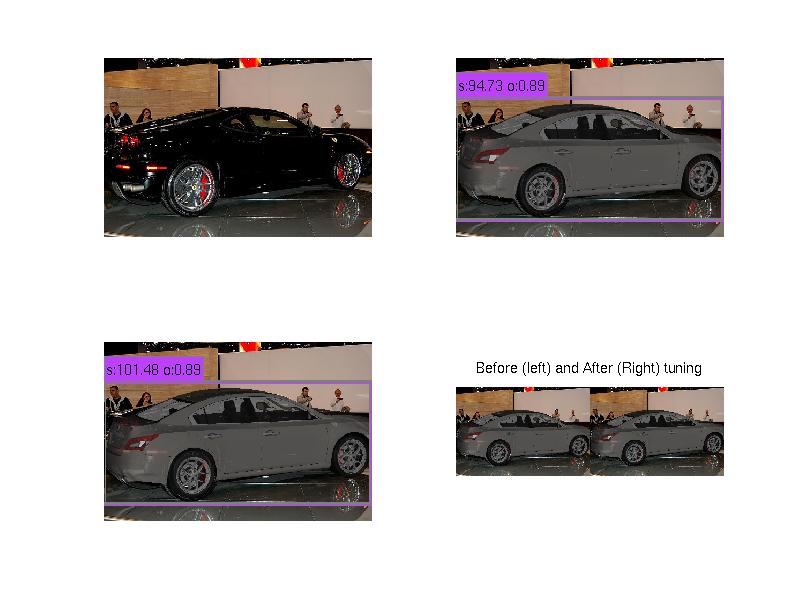 s:94.73 o:0.89
s:101.48 o:0.89
Before (left) and After (Right) tuning